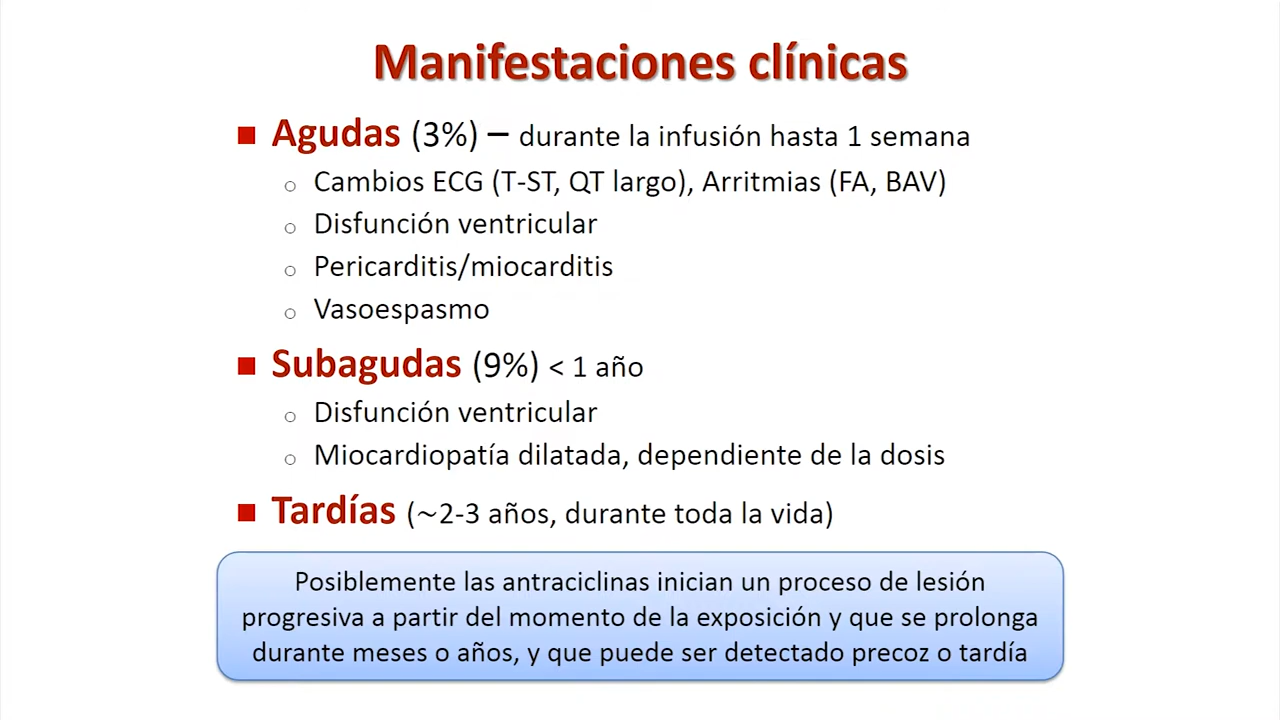 Manifestaciones clínicas
Agudas (3%) – durante la infusión hasta 1 semana
Cambios ECG (T-ST, QT largo), Arritmias (FA, BAV)
Disfunción ventricular
Pericarditis/miocarditis
Vasoespasmo
Subagudas (9%) < 1 año
Disfunción ventricular
Miocardiopatía dilatada, dependiente de la dosis
Tardías (~2-3 años, durante toda la vida)
Posiblemente las antraciclinas inician un proceso de lesión
progresiva a partir del momento de la exposición y que se prolonga
durante meses o años, y que puede ser detectado precoz o tardía